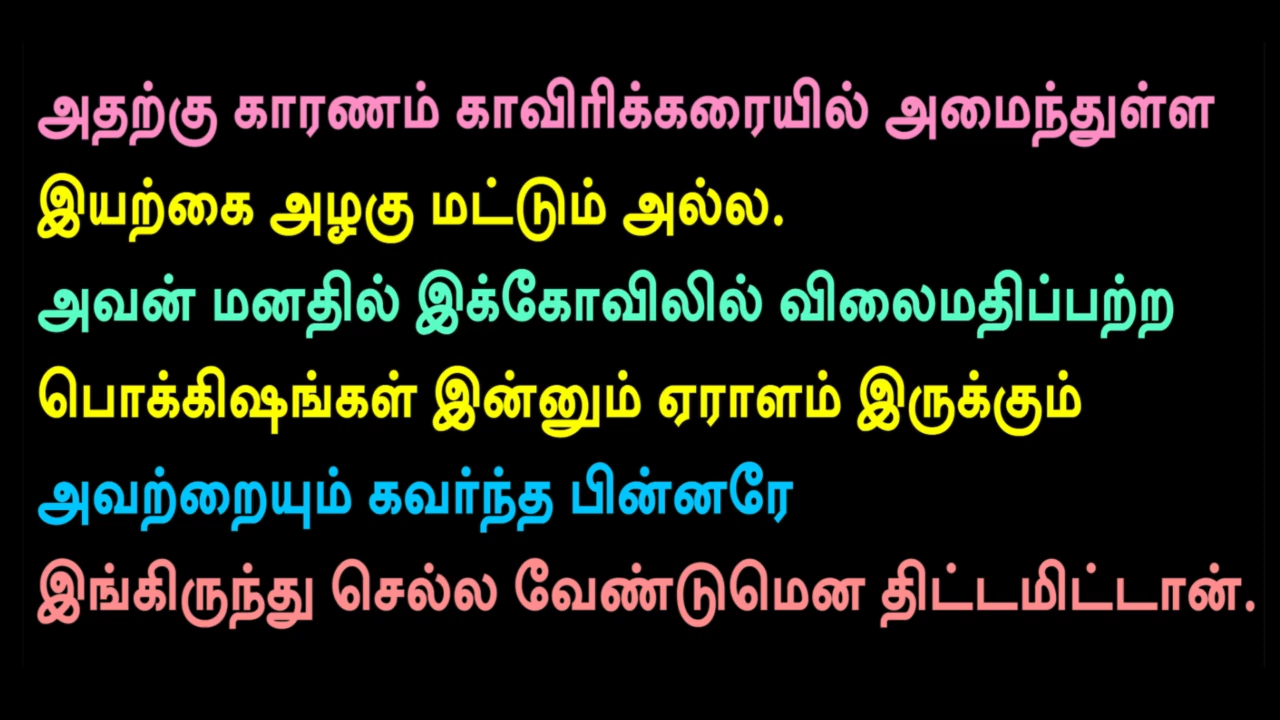 அதற்கு காரணம் காவிரிக்கரையில் அமைந்துள்ள
இயற்கை அழகு மட்டும் அல்ல.
அவன் மனதில் இக்கோவிலில் விலைமதிப்பற்ற
பொக்கிஷங்கள் இன்னும் ஏராளம் இருக்கும்
அவற்றையும் கவர்ந்த பின்னரே
இங்கிருந்து செல்ல வேண்டுமென திட்டமிட்டான்.